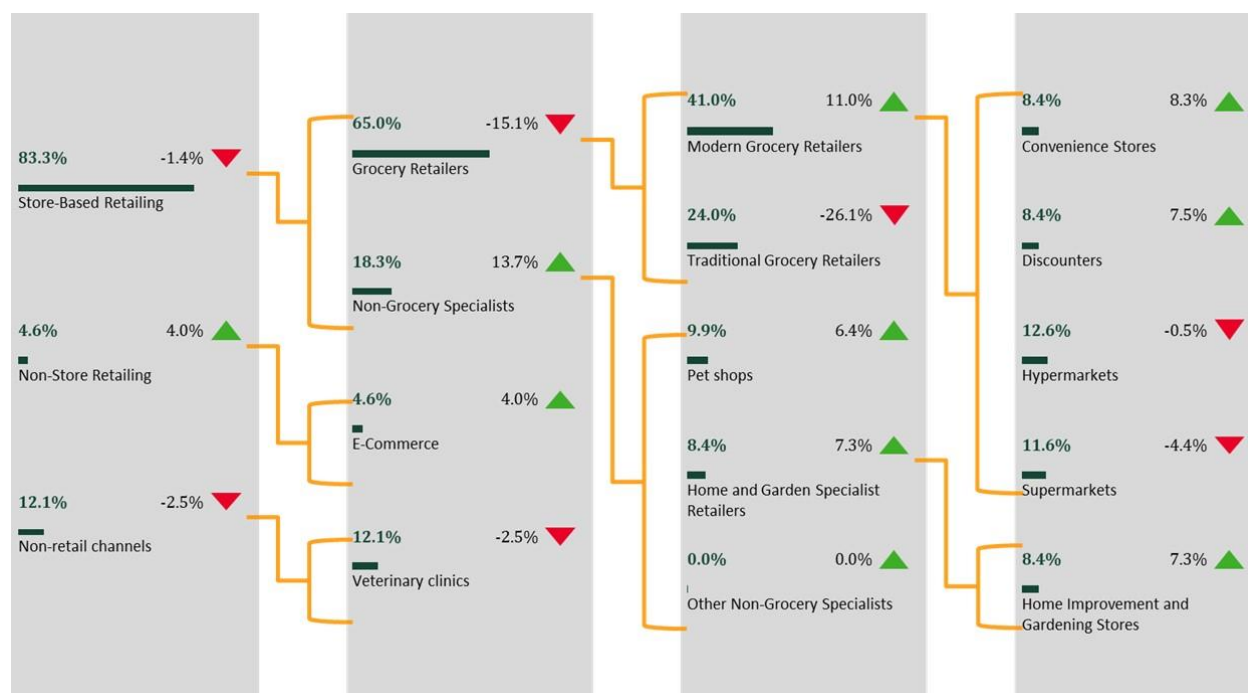 83.3% -1.4%
Store-Based Retailing
4.6% 4.0%
Non-Store Retailing
12.1% -2.5%
Non-retail channels
65.0% -15.1%
Grocery Retailers
18.3% 13.7%
Non-Grocery Specialists
4.6% 4.0%
E-Commerce
12.1% -2.5%
Veterinary clinics
41.0% 11.0%
Modern Grocery Retailers
24.0% -26.1%
Traditional Grocery Retailers
9.9% 6.4%
Pet shops
8.4% 7.3%
Home and Garden Specialist
Retailers
0.0% 0.0%
Other Non-Grocery Specialists
8.4% 8.3%
Convenience Stores
8.4% 7.5%
Discounters
12.6% -0.5%
Hypermarkets
11.6% -4.4%
Supermarkets
8.4% 7.3%
Home Improvement and
Gardening Stores